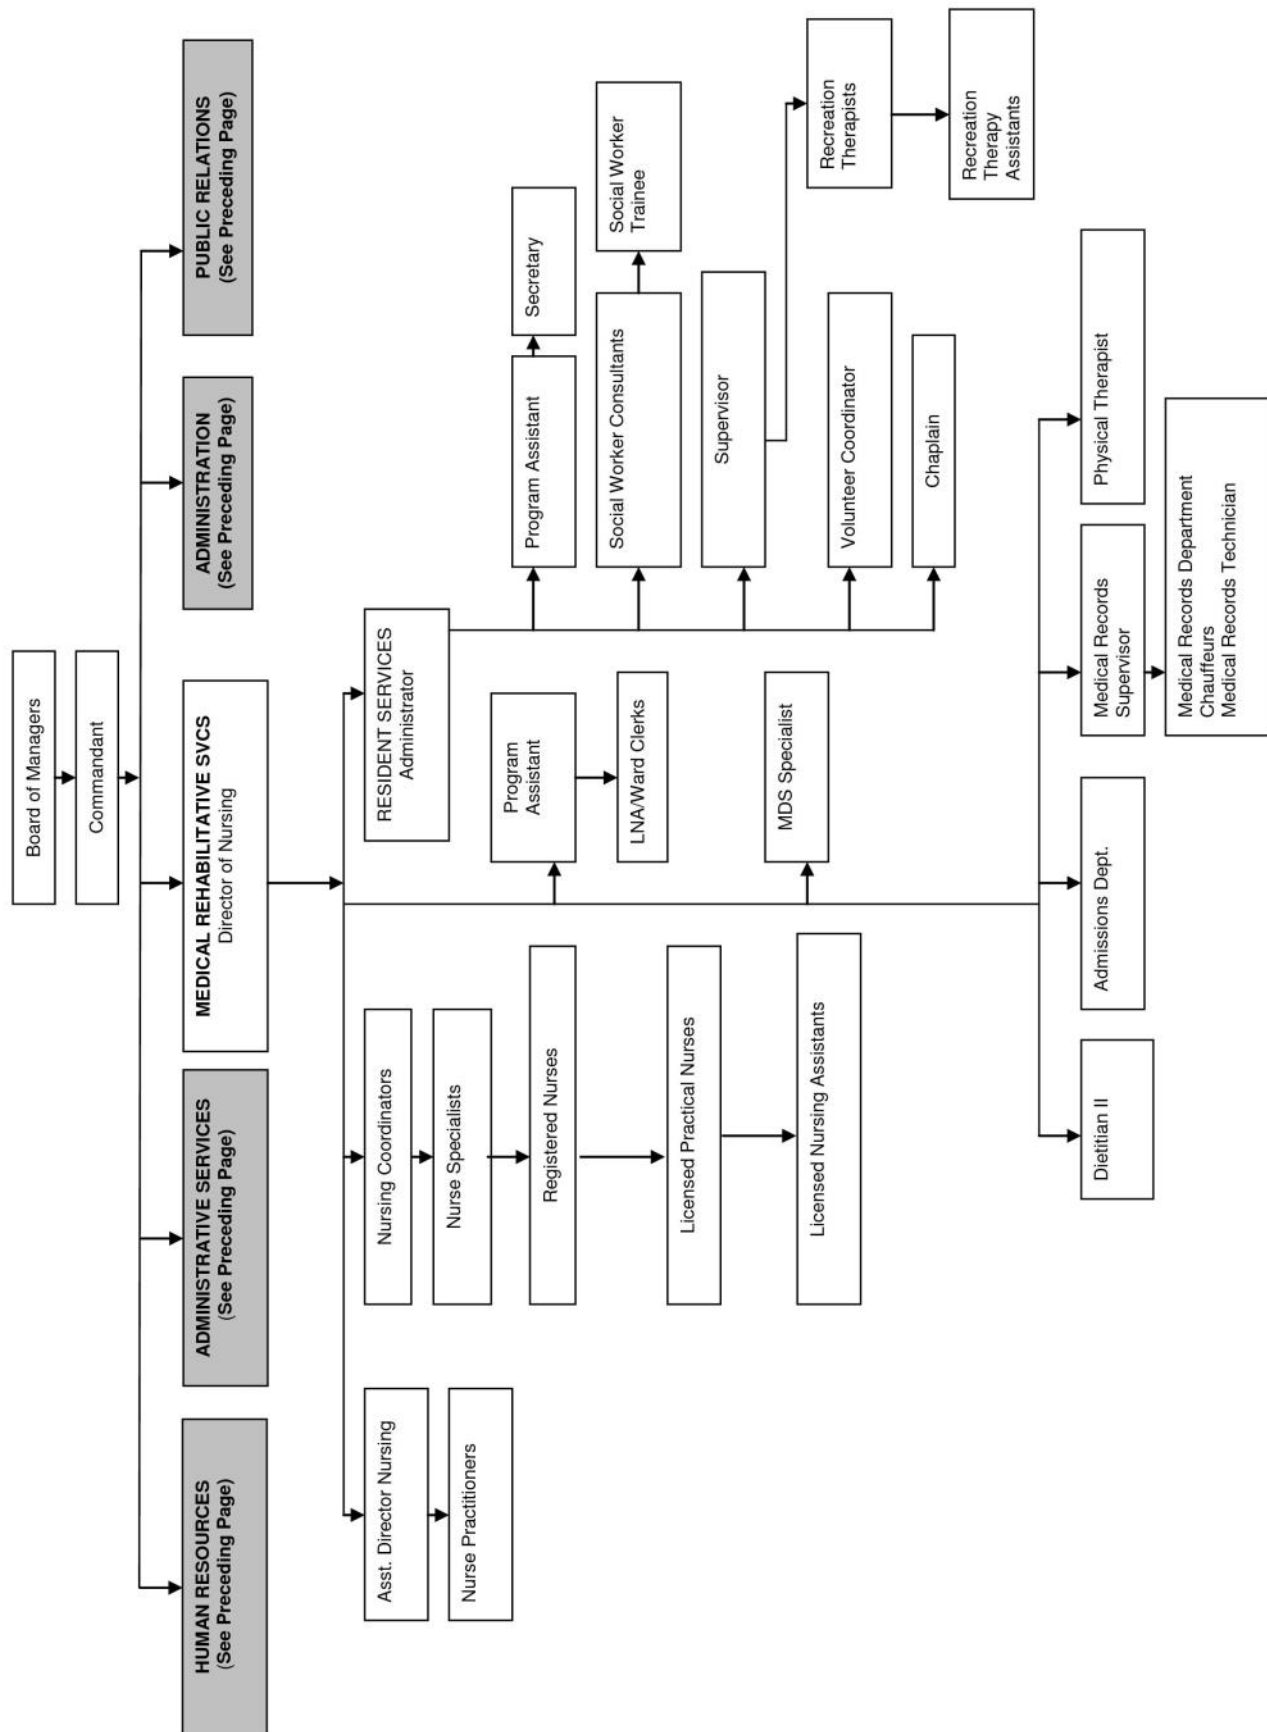 Board of Managers
Commandant
HUMAN RESOURCES
(See Preceding Page)
ADMINISTRATIVE SERVICES
(See Preceding Page)
MEDICAL REHABILITATIVE SVCS
Director of Nursing
ADMINISTRATION
(See Preceding Page)
PUBLIC RELATIONS
(See Preceding Page)
Asst. Director Nursing
Nurse Practitioners
Nursing Coordinators
Nurse Specialists
Registered Nurses
Licensed Practical Nurses
Licensed Nursing Assistants
RESIDENT SERVICES
Administrator
Program
Assistant
LNA/Ward Clerks
MDS Specialist
Program Assistant
Secretary
Social Worker Consultants
Social Worker
Trainee
Supervisor
Recreation
Therapists
Recreation
Therapy
Assistants
Volunteer Coordinator
Chaplain
Dietitian II
Admissions Dept.
Medical Records
Supervisor
Medical Records Department
Chauffeurs
Medical Records Technician
Physical Therapist